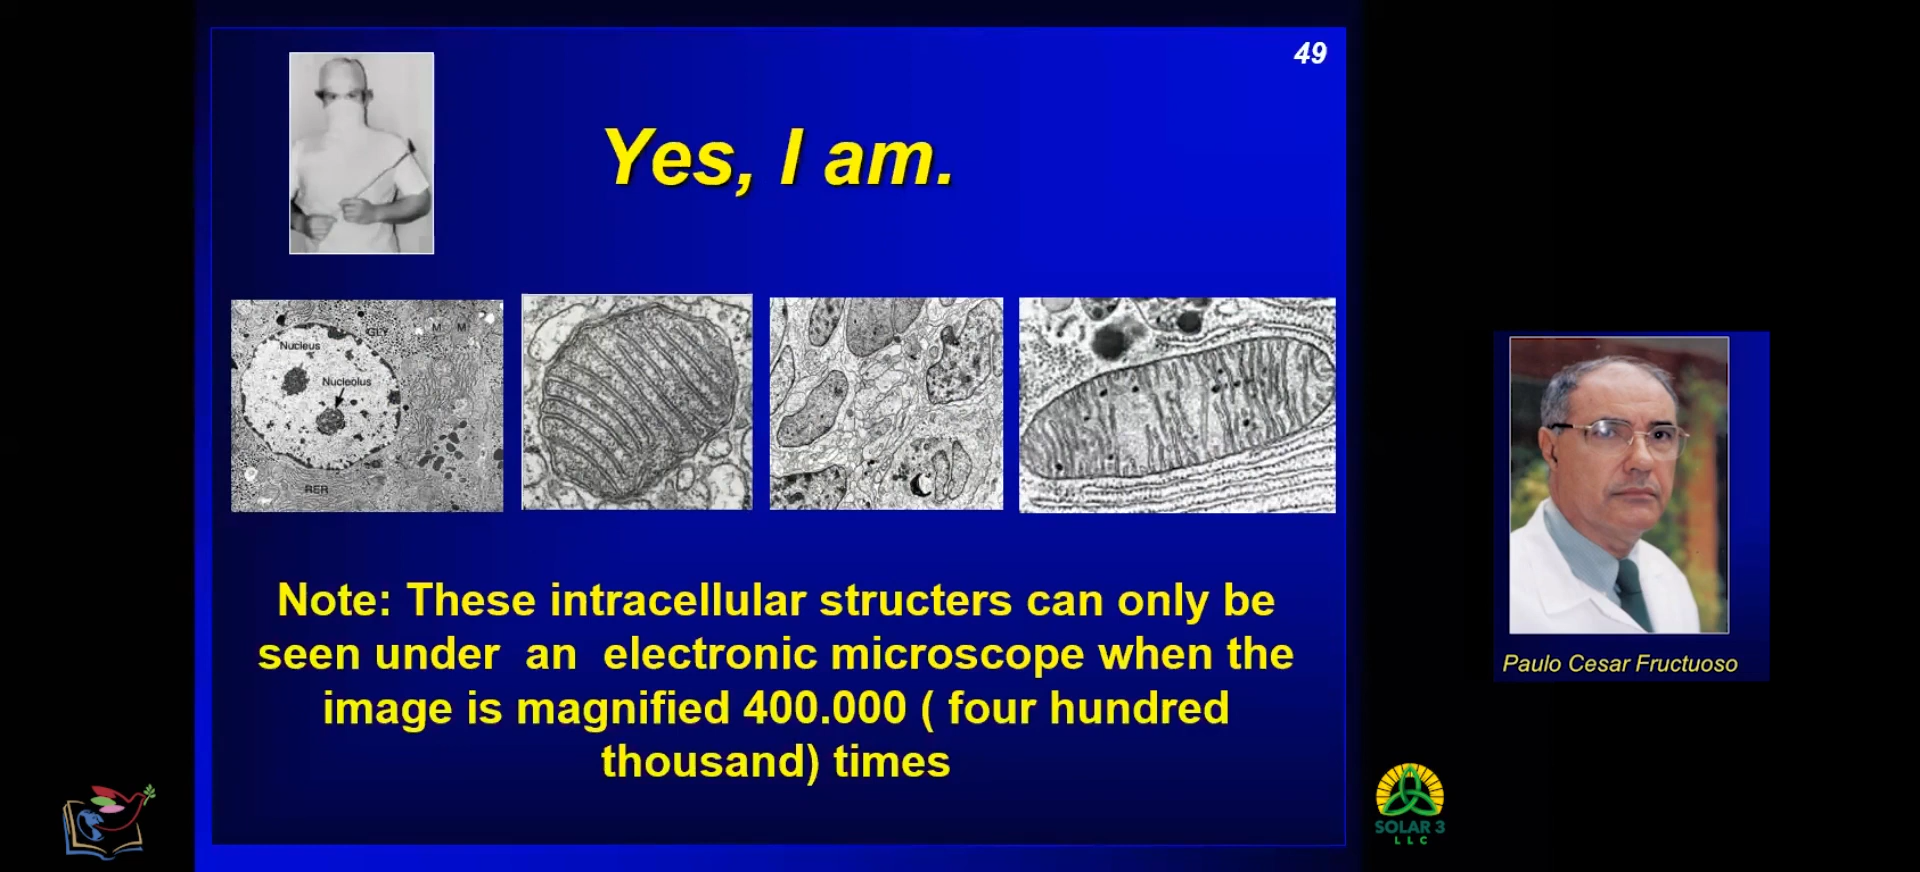 49
Yes, I am.
Nucleus
Nucleolus
GLY
M M
RER
Note: These intracellular structers can only be
seen under an electronic microscope when the
image is magnified 400.000 ( four hundred
thousand) times
Paulo Cesar Fructuoso
SOLAR 3
LLC